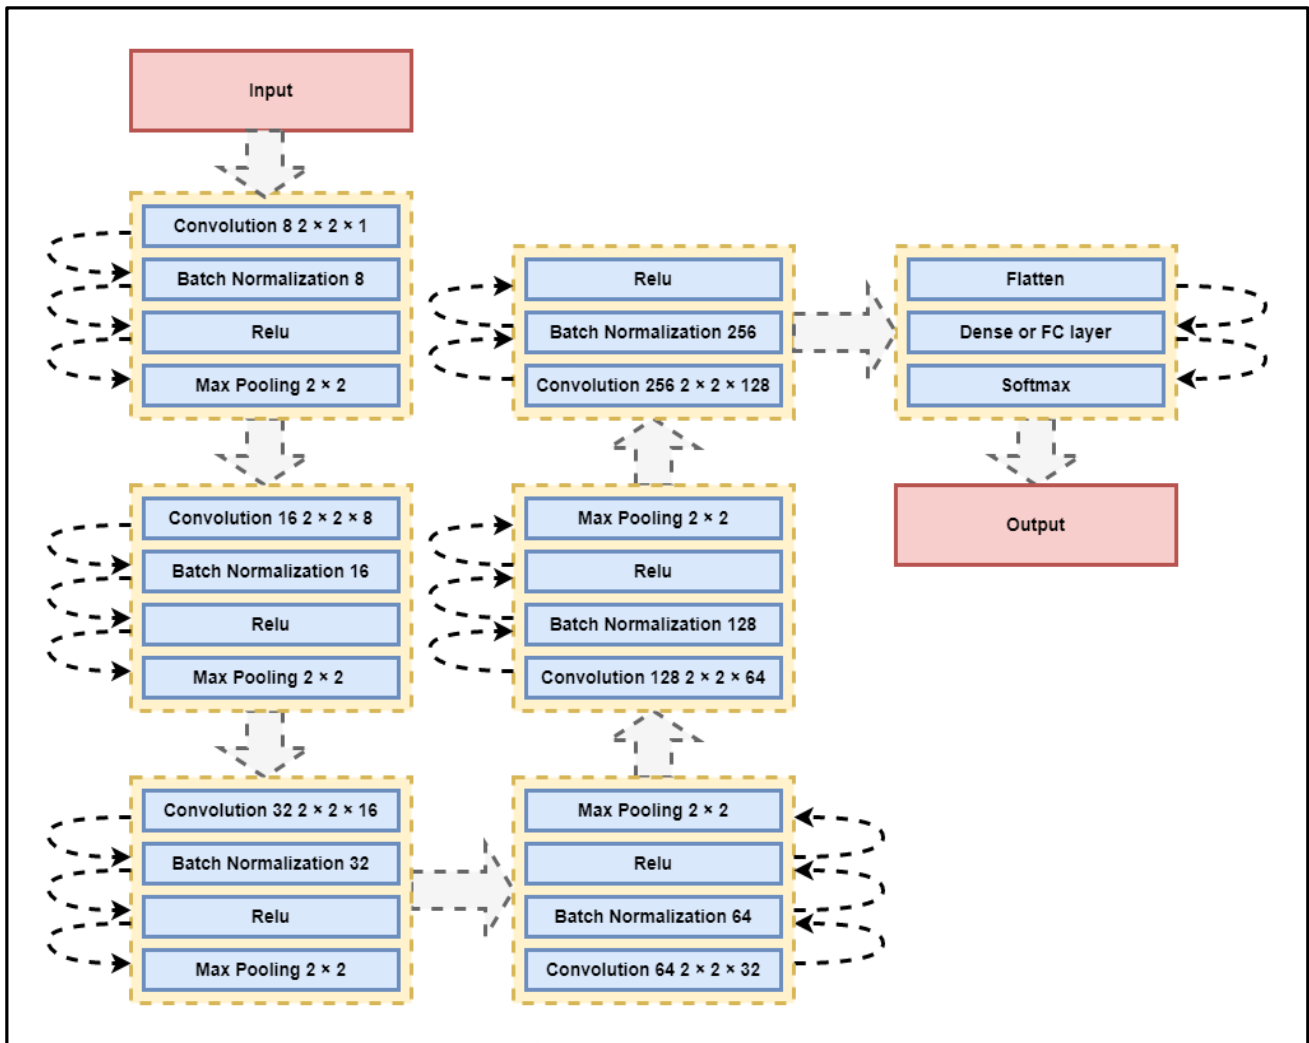 Input
Convolution 8 2 × 2 × 1
Batch Normalization 8
Relu
Max Pooling 2 × 2
Convolution 16 2 × 2 × 8
Batch Normalization 16
Relu
Max Pooling 2 × 2
Convolution 32 2 × 2 × 16
Batch Normalization 32
Relu
Max Pooling 2 × 2
Relu
Batch Normalization 256
Convolution 256 2 × 2 × 128
Max Pooling 2 × 2
Relu
Batch Normalization 128
Convolution 128 2 × 2 × 64
Max Pooling 2 × 2
Relu
Batch Normalization 64
Convolution 64 2 × 2 × 32
Flatten
Dense or FC layer
Softmax
Output